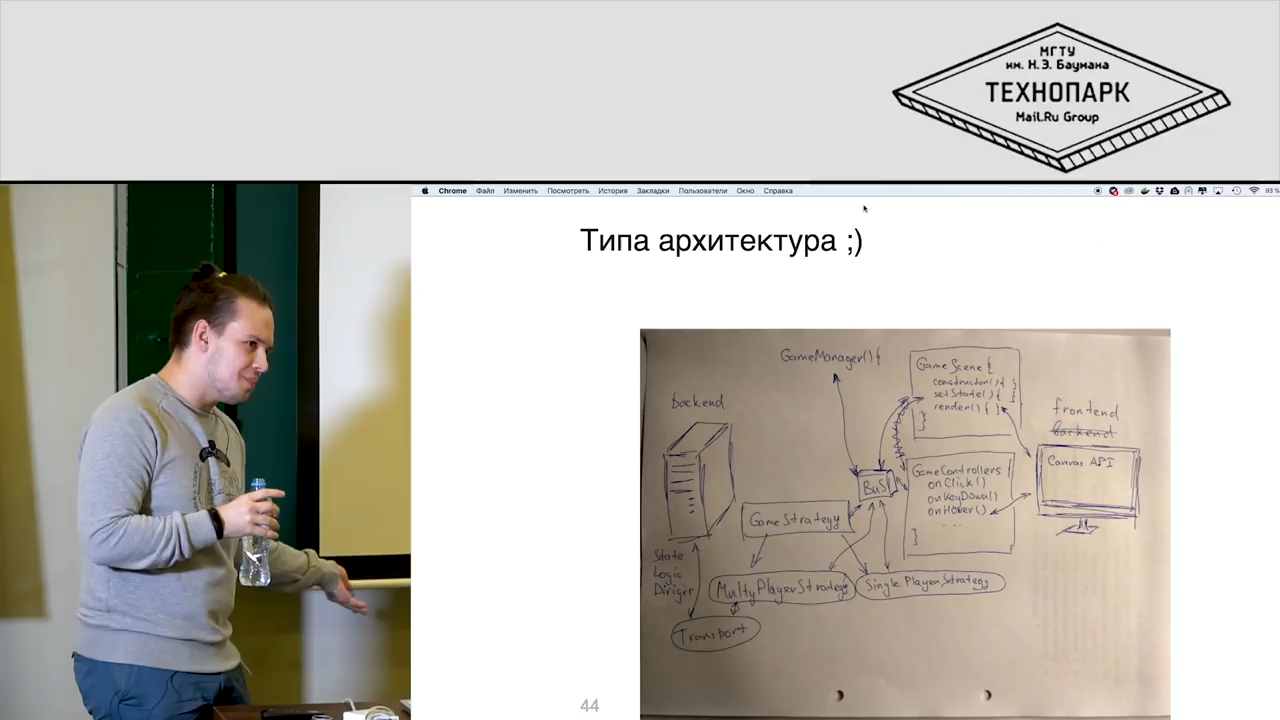 МГТУ
им. Н.Э. Баумана
ТЕХНОПАРК
Mail.Ru Group
Chrome Файл Изменить Посмотреть История Закладки Пользователи Окно Справка
93 %
Типа архитектура ;)
GameManager(){
GameScene {
constructor(){ }
setState(){ }
render(){ }
}
backend
frontend
backend
Canvas API
GameControllers {
onClick()
onKeyDown()
onHover()
...
}
BuS
GameStrategy
State
Logic
Diriger
MultyPlayerStrategy
SinglePlayerStrategy
Transport
44